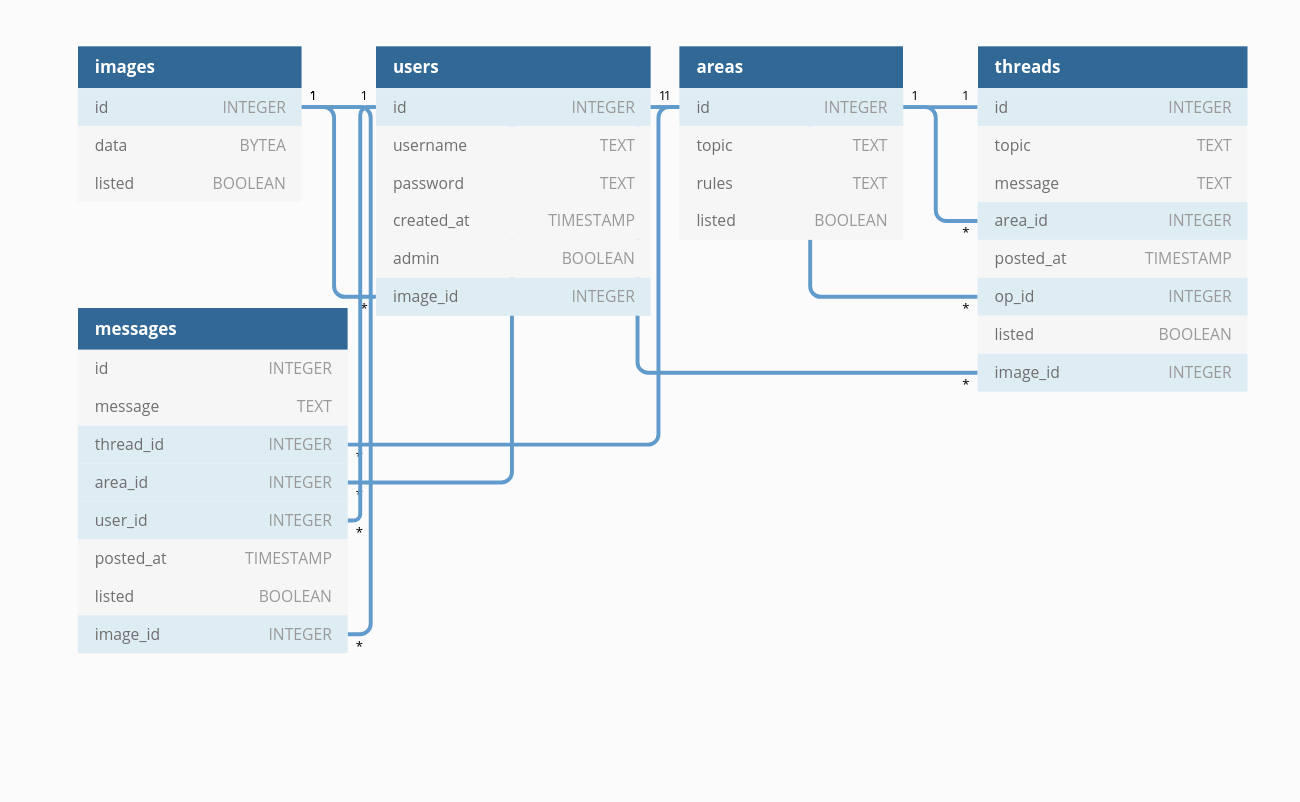 images
id INTEGER
data BYTEA
listed BOOLEAN
users
id INTEGER
username TEXT
password TEXT
created_at TIMESTAMP
admin BOOLEAN
image_id INTEGER
areas
id INTEGER
topic TEXT
rules TEXT
listed BOOLEAN
threads
id INTEGER
topic TEXT
message TEXT
area_id INTEGER
posted_at TIMESTAMP
op_id INTEGER
listed BOOLEAN
image_id INTEGER
messages
id INTEGER
message TEXT
thread_id INTEGER
area_id INTEGER
user_id INTEGER
posted_at TIMESTAMP
listed BOOLEAN
image_id INTEGER
1 1 11 1 1
*
*
*
*
*
*
*
*